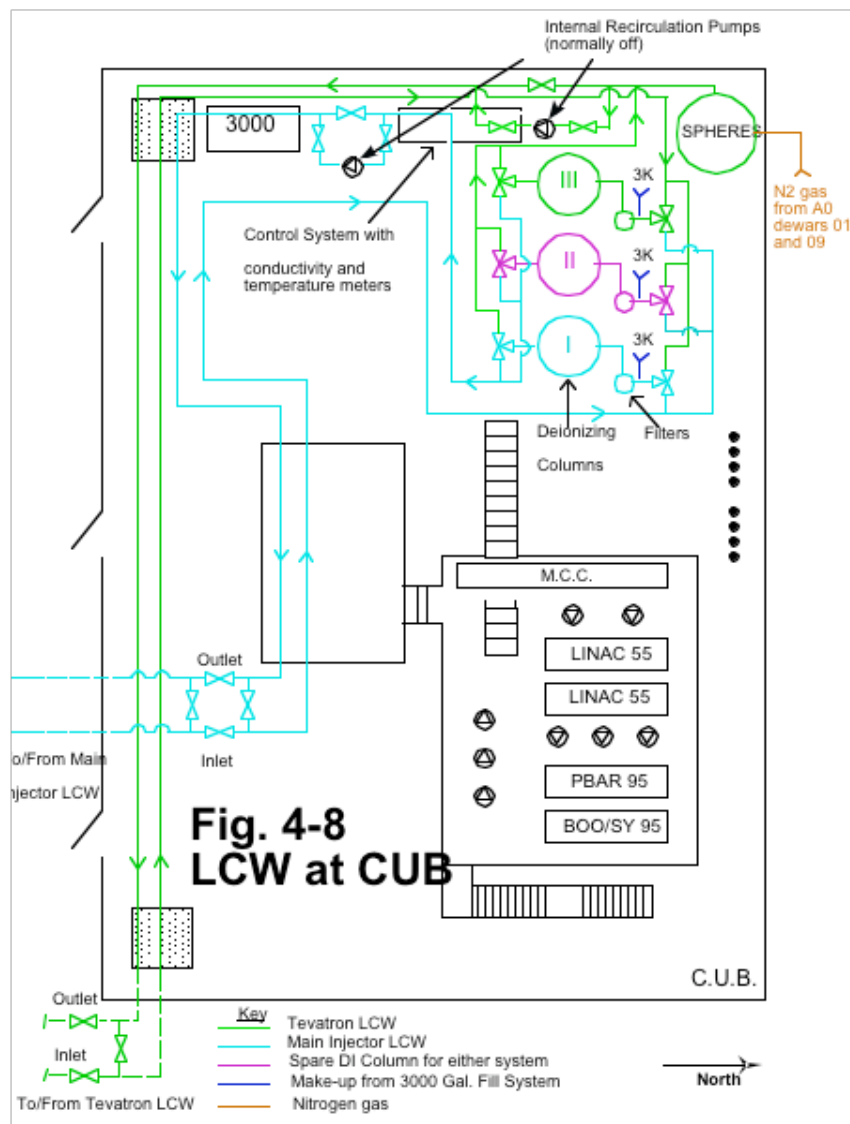 Internal Recirculation Pumps
(normally off)
3000
SPHERES
3K
III
N2 gas
from A0
dewars 01
and 09
Control System with
conductivity and
temperature meters
3K
II
3K
I
Deionizing
Columns
Filters
M.C.C.
LINAC 55
LINAC 55
PBAR 95
BOO/SY 95
Outlet
Inlet
o/From Main
njector LCW
Fig. 4-8
LCW at CUB
C.U.B.
Outlet
Inlet
To/From Tevatron LCW
Key
Tevatron LCW
Main Injector LCW
Spare DI Column for either system
Make-up from 3000 Gal. Fill System
Nitrogen gas
North